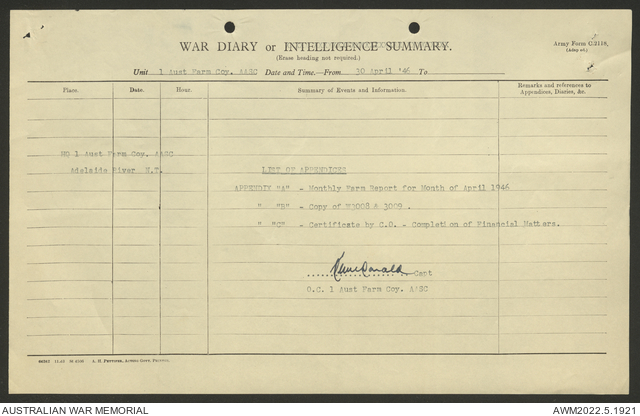 WAR DIARY or INTELLIGENCE SUMMARY.
(Erase heading not required.)
Army Form C.2118,
Unit 1 Aust Farm Coy. AASC Date and Time.—From 30 April '46 To
Place. Date. Hour. Summary of Events and Information. Remarks and references to Appendices, Diaries, &c.
HQ 1 Aust Farm Coy. AASC
Adelaide River N.T.
LIST OF APPENDICES
APPENDIX "A" - Monthly Farm Report for Month of April 1946
" "B" - Copy of & 3009.
" "C" - Certificate by C.O. - Completion of Financial Matters.
Capt
O.C. 1 Aust Farm Coy. AASC
AUSTRALIAN WAR MEMORIAL
AWM2022.5.1921